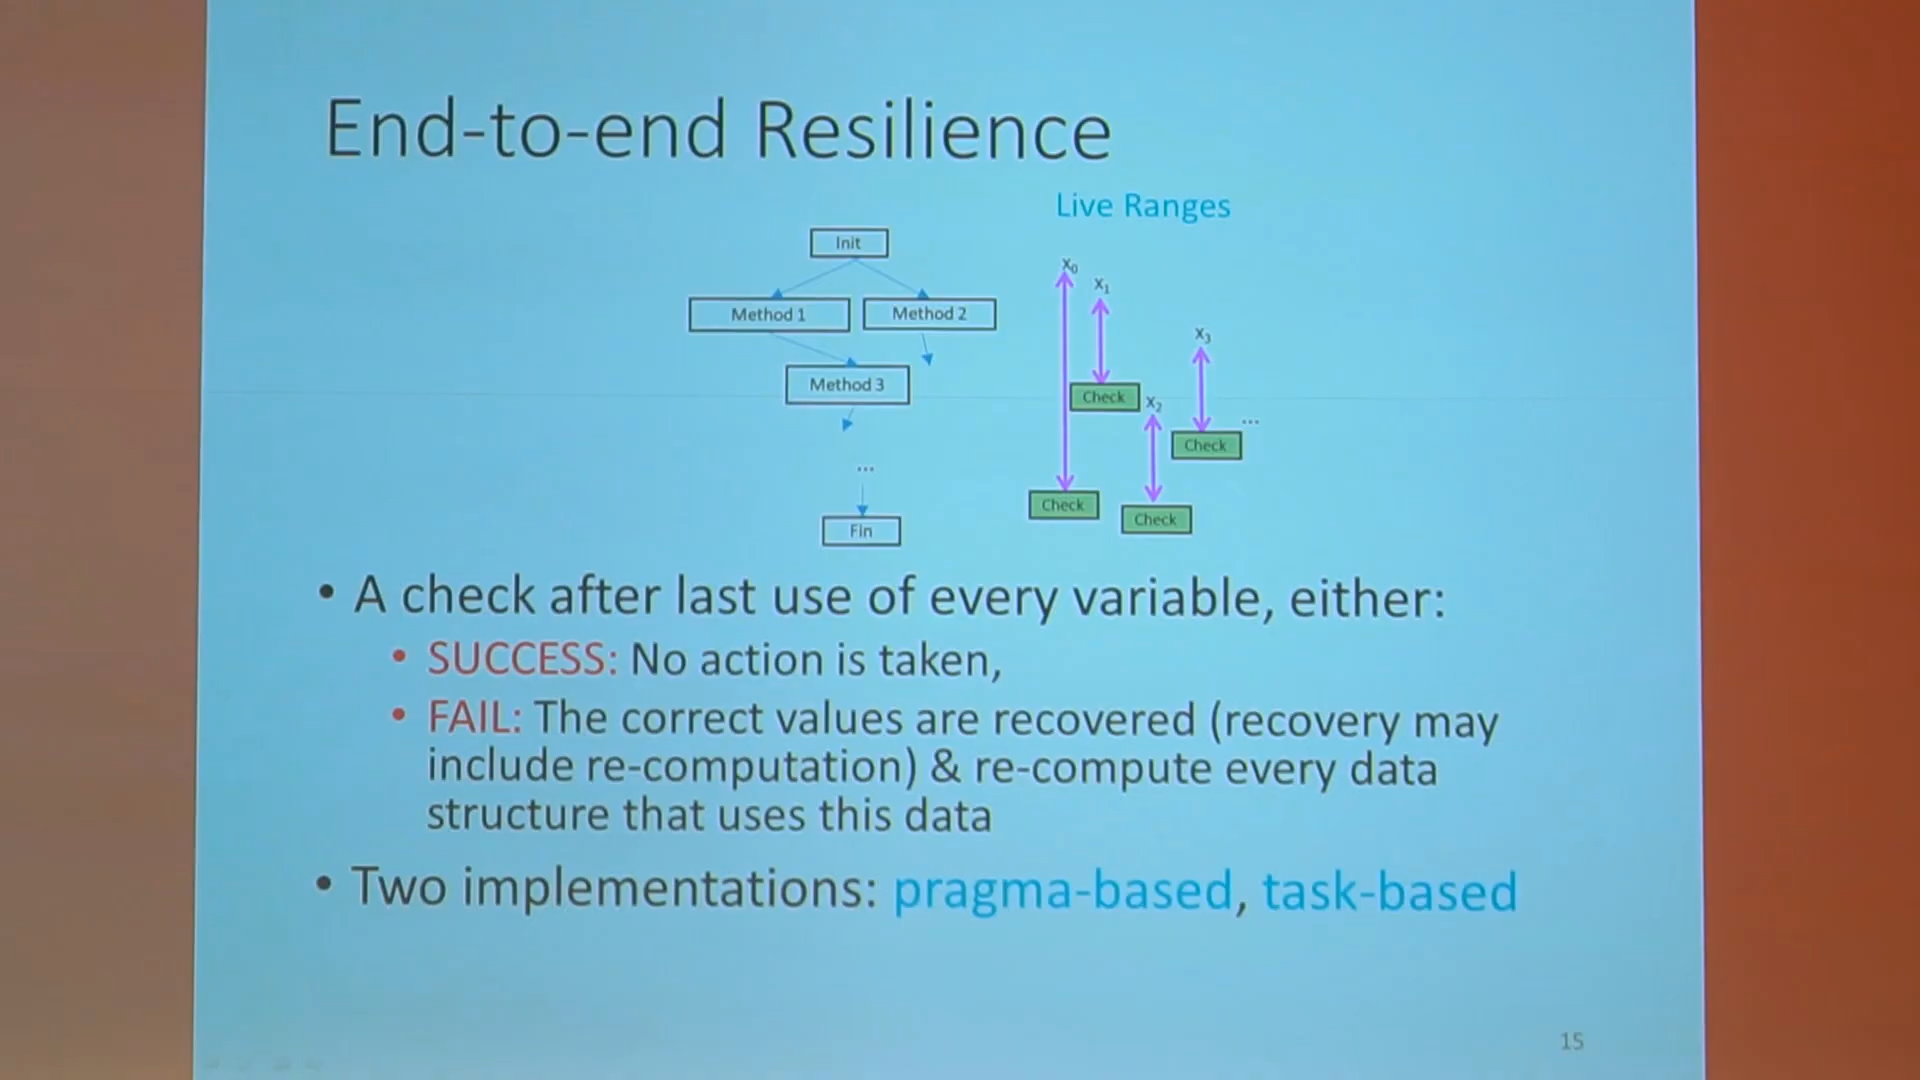 End-to-end Resilience
Live Ranges
Init
Method 1
Method 2
Method 3
...
Fin
X₀
X₁
X₃
Check
X₂
...
Check
Check
Check
• A check after last use of every variable, either:
• SUCCESS: No action is taken,
• FAIL: The correct values are recovered (recovery may
include re-computation) & re-compute every data
structure that uses this data
• Two implementations: pragma-based, task-based
15